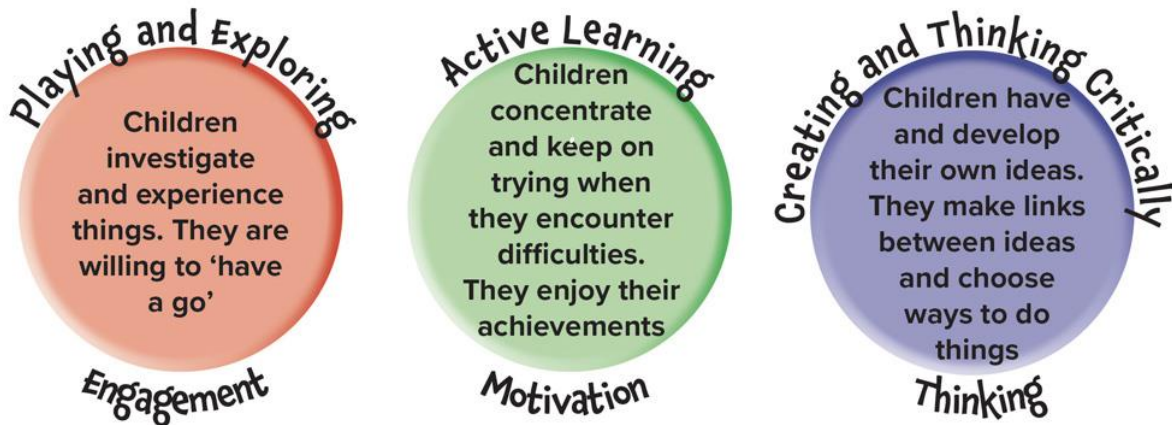 Playing and Exploring
Children
investigate
and experience
things. They are
willing to ‘have
a go’
Engagement
Active Learning
Children
concentrate
and keep on
trying when
they encounter
difficulties.
They enjoy their
achievements
Motivation
Creating and Thinking Critically
Children have
and develop
their own ideas.
They make links
between ideas
and choose
ways to do
things
Thinking